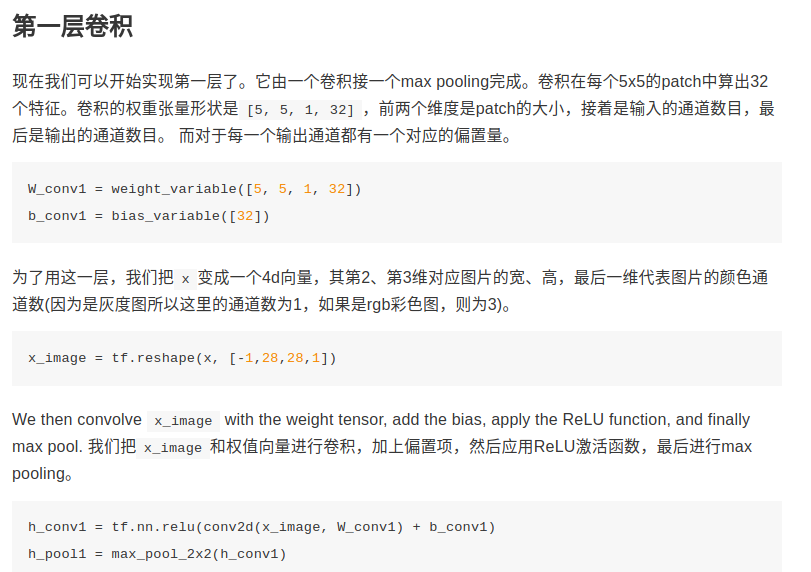 第一层卷积
现在我们可以开始实现第一层了。它由一个卷积接一个max pooling完成。卷积在每个5x5的patch中算出32
个特征。卷积的权重张量形状是 [5, 5, 1, 32] ，前两个维度是patch的大小，接着是输入的通道数目，最
后是输出的通道数目。 而对于每一个输出通道都有一个对应的偏置量。
W_conv1 = weight_variable([5, 5, 1, 32])
b_conv1 = bias_variable([32])
为了用这一层，我们把 x 变成一个4d向量，其第2、第3维对应图片的宽、高，最后一维代表图片的颜色通
道数(因为是灰度图所以这里的通道数为1，如果是rgb彩色图，则为3)。
x_image = tf.reshape(x, [-1,28,28,1])
We then convolve x_image with the weight tensor, add the bias, apply the ReLU function, and finally
max pool. 我们把 x_image 和权值向量进行卷积，加上偏置项，然后应用ReLU激活函数，最后进行max
pooling。
h_conv1 = tf.nn.relu(conv2d(x_image, W_conv1) + b_conv1)
h_pool1 = max_pool_2x2(h_conv1)